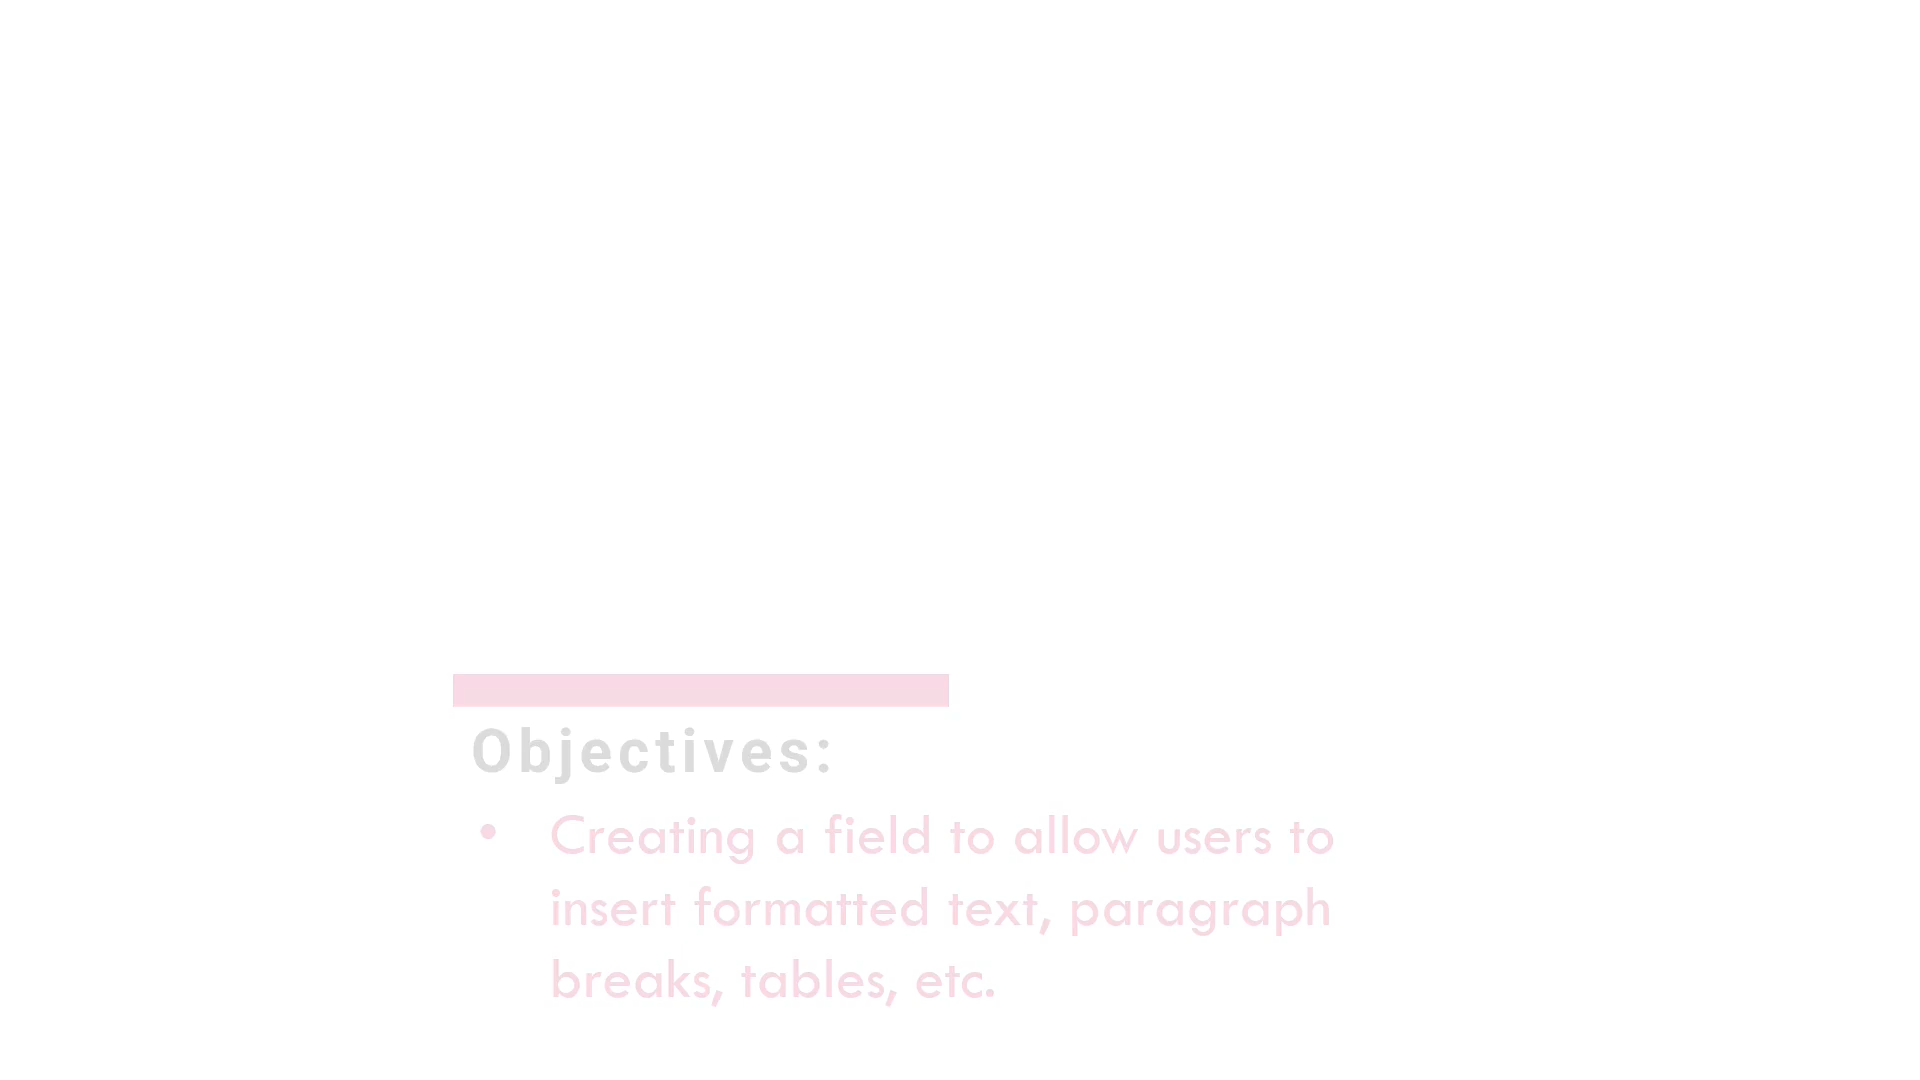 Objectives:
• Creating a field to allow users to
insert formatted text, paragraph
breaks, tables, etc.